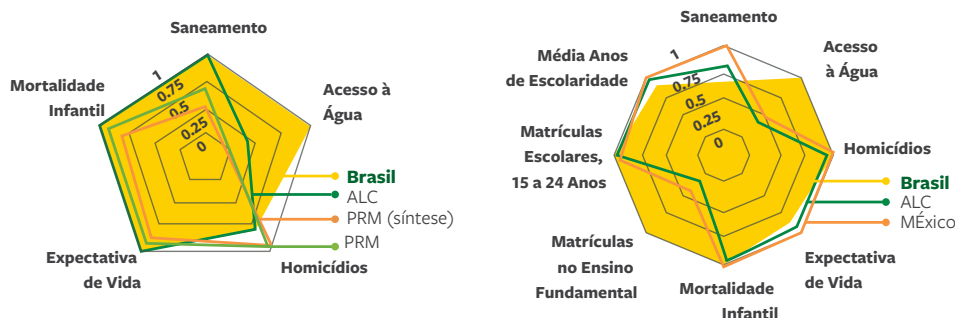 Saneamento
Mortalidade
Infantil
Acesso à
Água
1
0.75
0.5
0.25
0
Brasil
ALC
PRM (síntese)
PRM
Expectativa
de Vida
Homicídios
Saneamento
Média Anos
de Escolaridade
Acesso
à Água
1
0.75
0.5
0.25
0
Matrículas
Escolares,
15 a 24 Anos
Homicídios
Brasil
ALC
MÉxico
Matrículas
no Ensino
Fundamental
Mortalidade
Infantil
Expectativa
de Vida